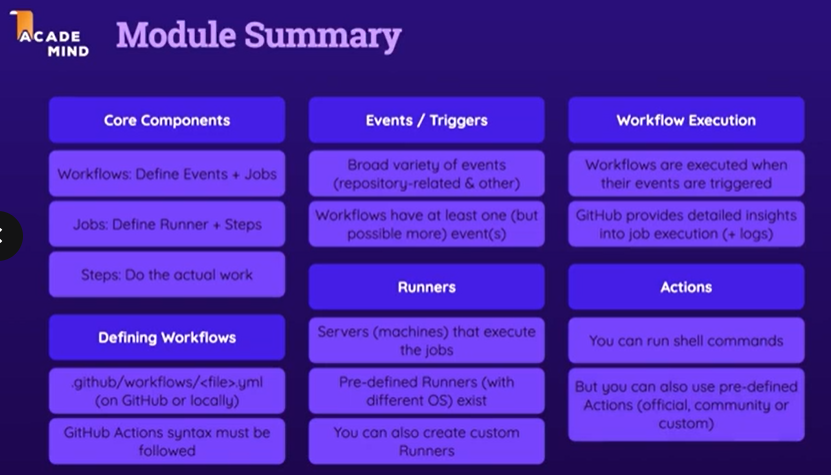 ACADE
MIND
Module Summary
Core Components
Workflows: Define Events + Jobs
Jobs: Define Runner + Steps
Steps: Do the actual work
Defining Workflows
.github/workflows/<file>.yml
(on GitHub or locally)
GitHub Actions syntax must be
followed
Events / Triggers
Broad variety of events
(repository-related & other)
Workflows have at least one (but
possible more) event(s)
Runners
Servers (machines) that execute
the jobs
Pre-defined Runners (with
different OS) exist
You can also create custom
Runners
Workflow Execution
Workflows are executed when
their events are triggered
GitHub provides detailed insights
into job execution (+ logs)
Actions
You can run shell commands
But you can also use pre-defined
Actions (official, community or
custom)